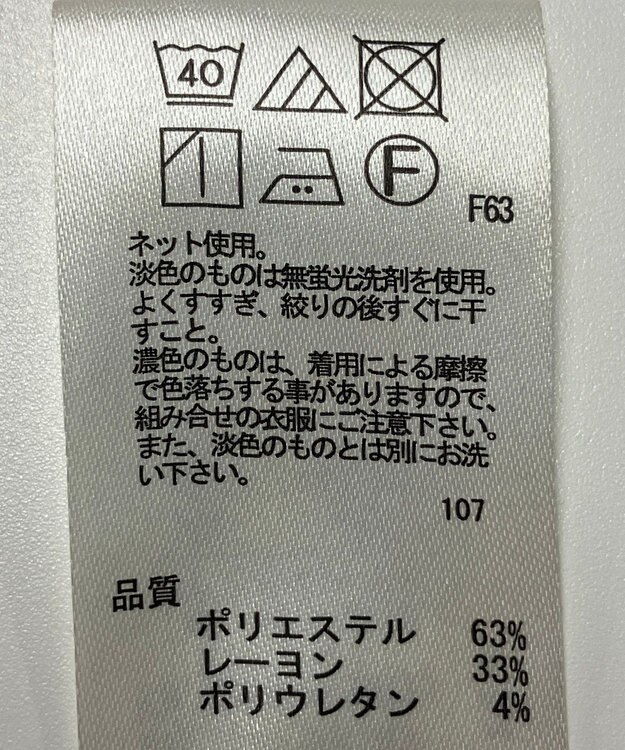 40
F
F63
ネット使用。
淡色のものは無蛍光洗剤を使用。
よくすすぎ、絞りの後すぐに干
すこと。
濃色のものは、着用による摩擦
で色落ちする事がありますので、
組み合せの衣服にご注意下さい。
また、淡色のものとは別にお洗
い下さい。
107
品質
ポリエステル 63%
レーヨン 33%
ポリウレタン 4%